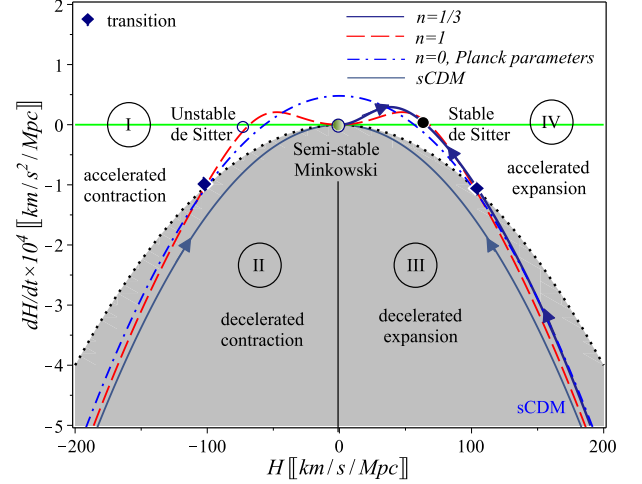 transition
n=1/3
n=1
n=0, Planck parameters
sCDM
2
1
0
−1
−2
−3
−4
−5
dH/dt×10⁴ ⟦km/s²/Mpc⟧
I
Unstable
de Sitter
Stable
de Sitter
IV
Semi-stable
Minkowski
accelerated
contraction
accelerated
expansion
II
III
decelerated
contraction
decelerated
expansion
sCDM
−200
−100
0
100
200
H ⟦km/s/Mpc⟧